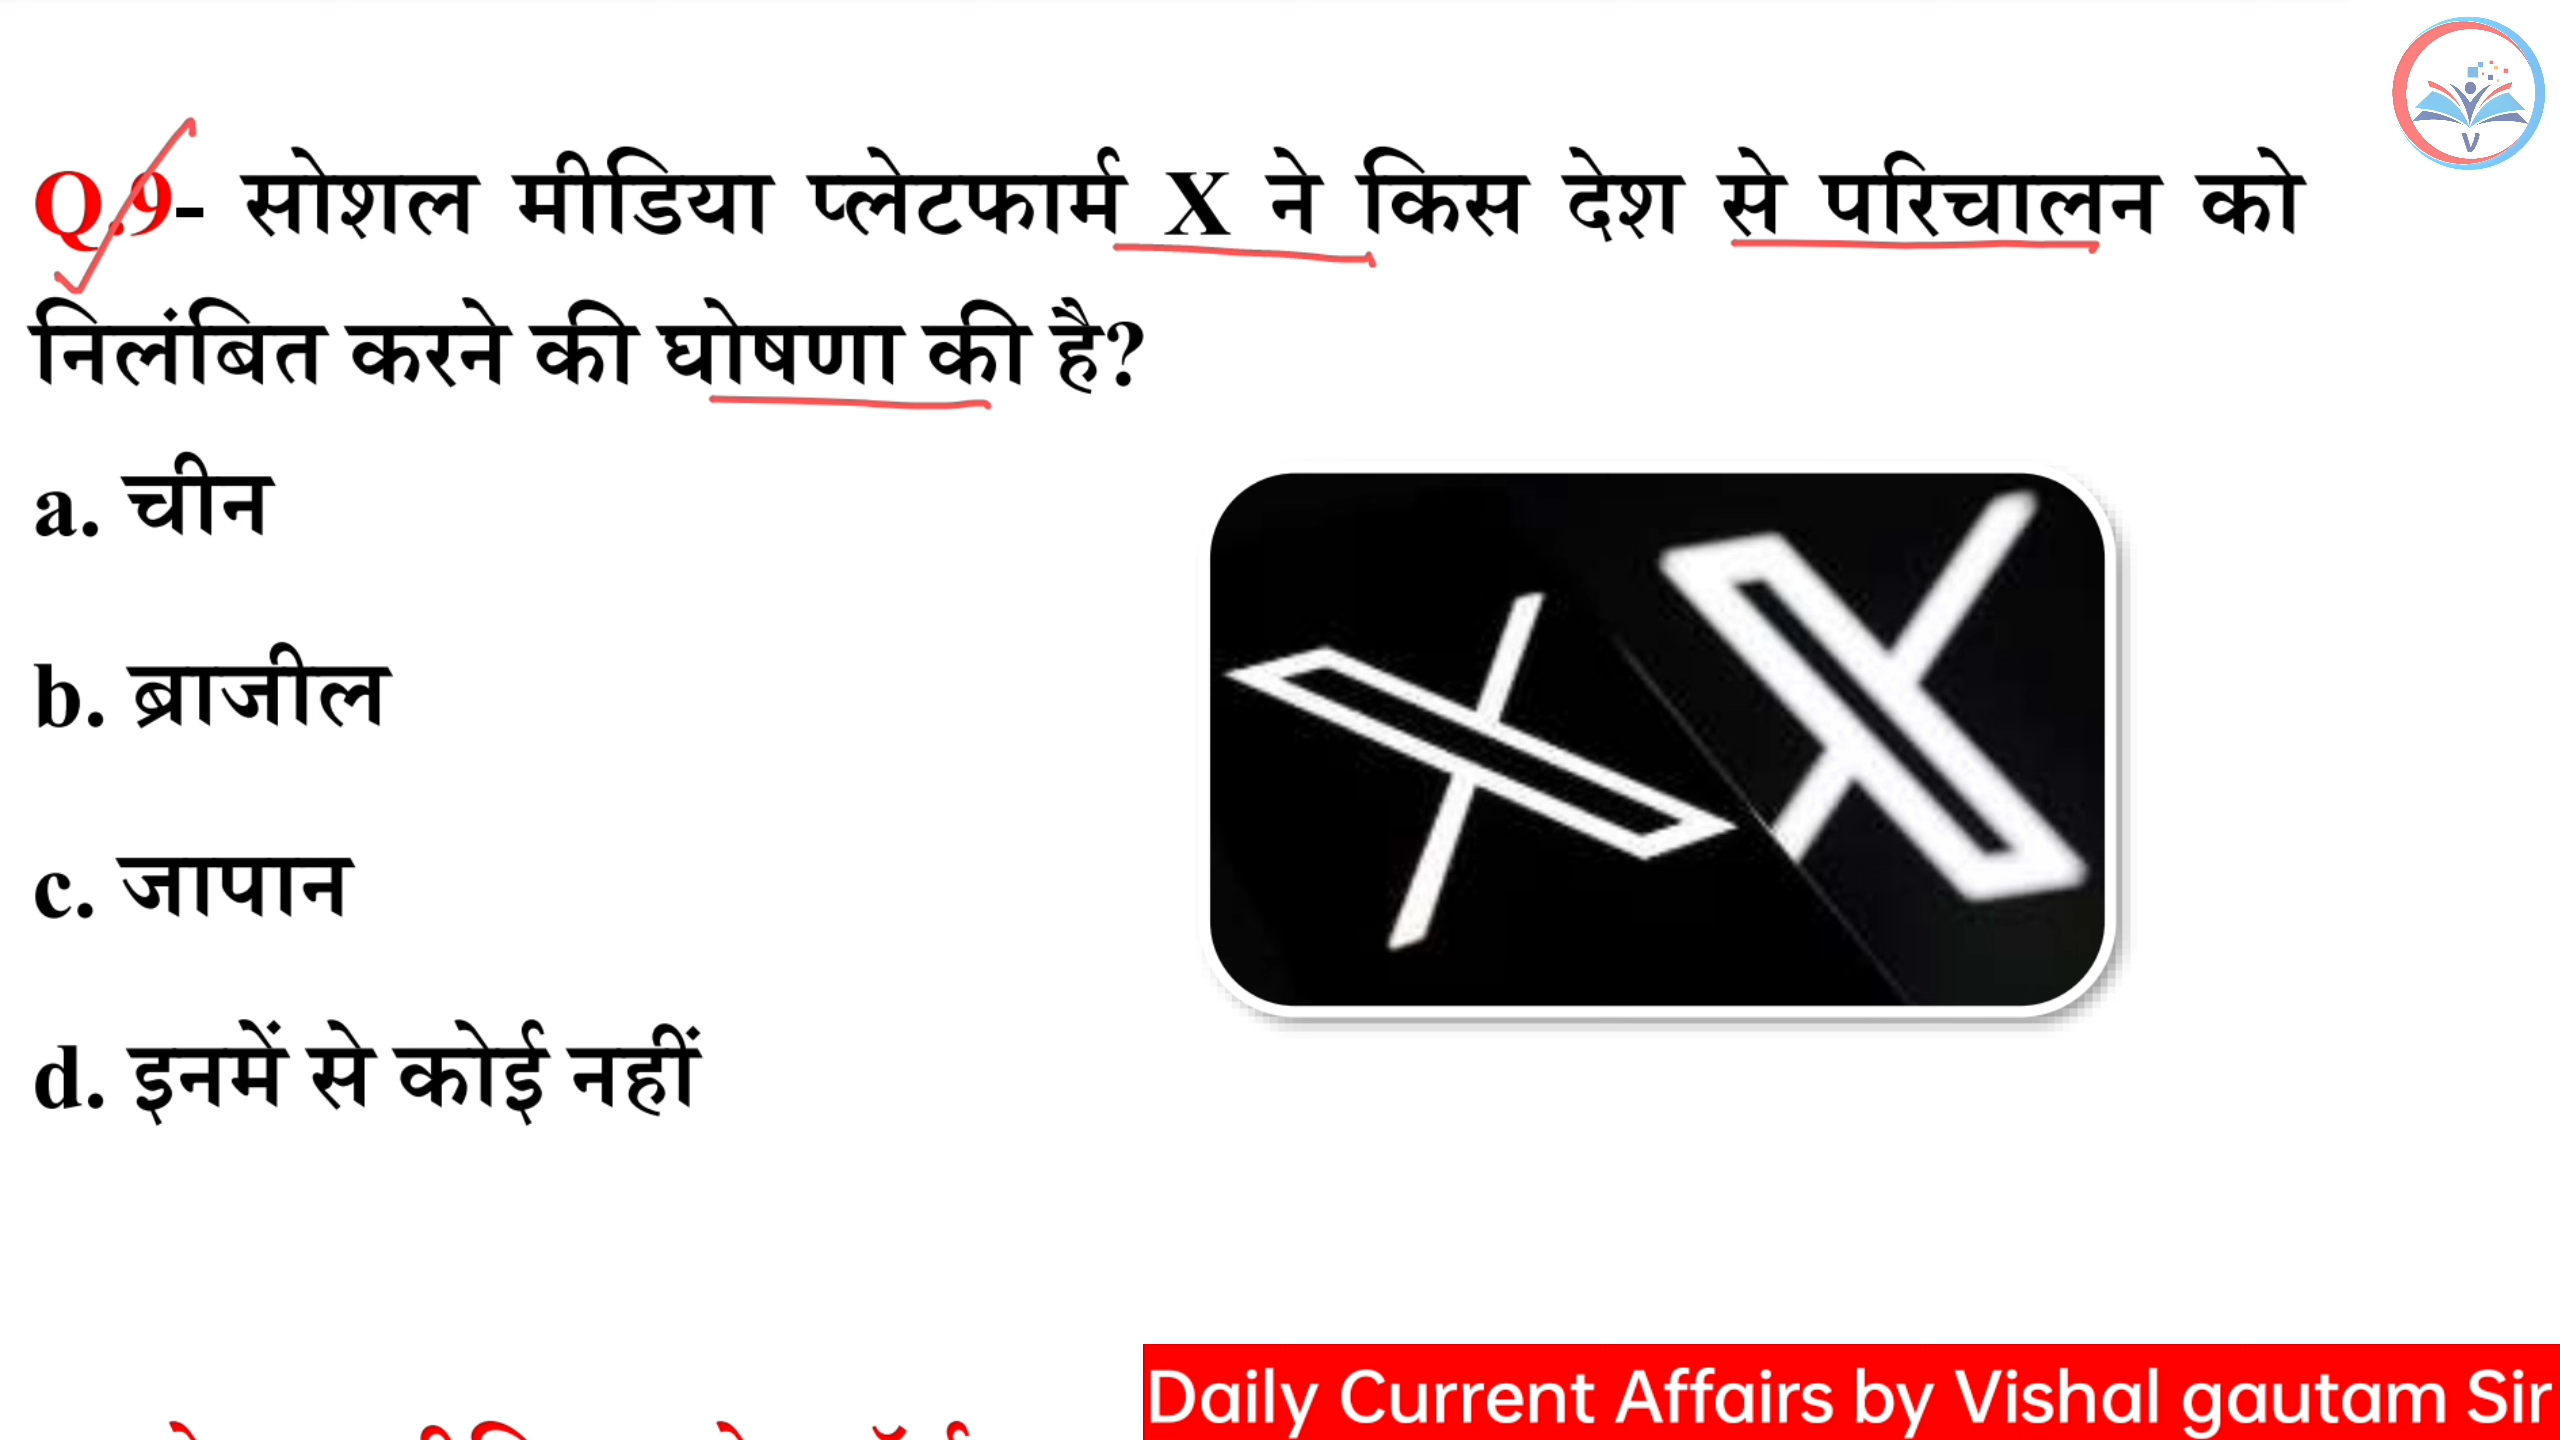 Q.9- सोशल मीडिया प्लेटफार्म X ने किस देश से परिचालन को
निलंबित करने की घोषणा की है?
a. चीन
b. ब्राजील
c. जापान
d. इनमें से कोई नहीं
Daily Current Affairs by Vishal gautam Sir